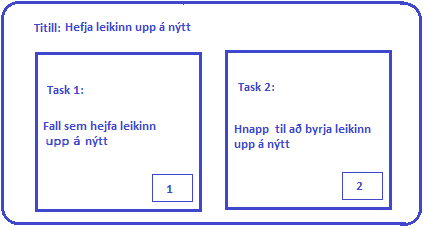 Titill: Hefja leikinn upp á nýtt
Task 1:
Fall sem hejfa leikinn
upp á nýtt
1
Task 2:
Hnapp til að byrja leikinn
upp á nýtt
2